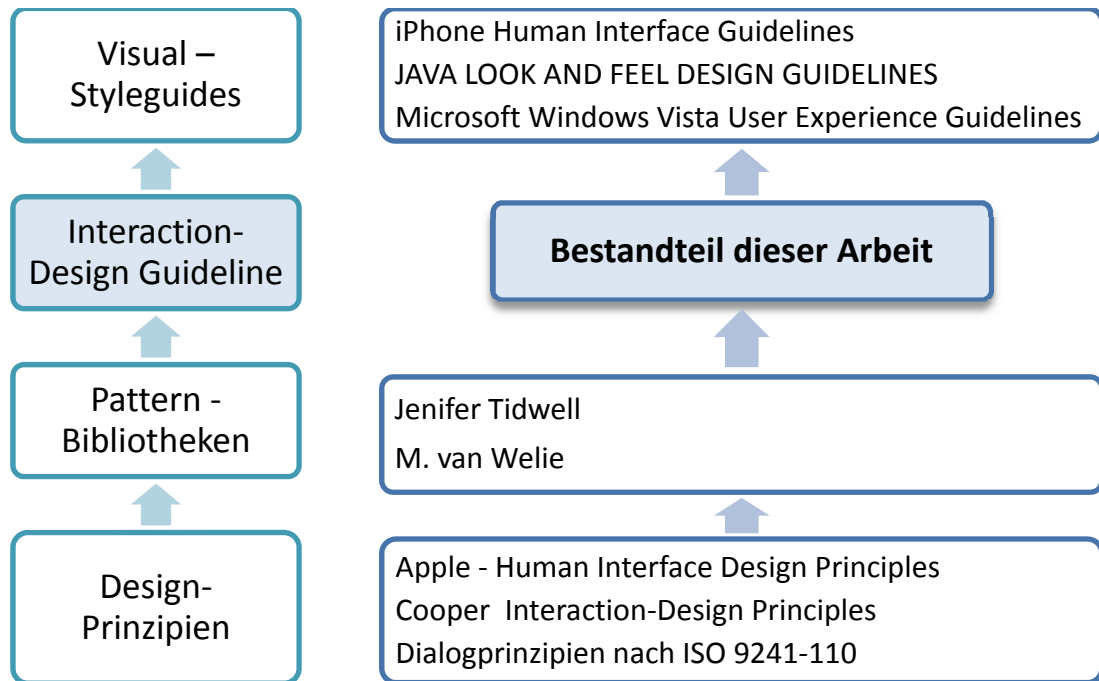 Visual –
Styleguides
iPhone Human Interface Guidelines
JAVA LOOK AND FEEL DESIGN GUIDELINES
Microsoft Windows Vista User Experience Guidelines
Interaction-
Design Guideline
Bestandteil dieser Arbeit
Pattern -
Bibliotheken
Jenifer Tidwell
M. van Welie
Design-
Prinzipien
Apple - Human Interface Design Principles
Cooper  Interaction-Design Principles
Dialogprinzipien nach ISO 9241-110